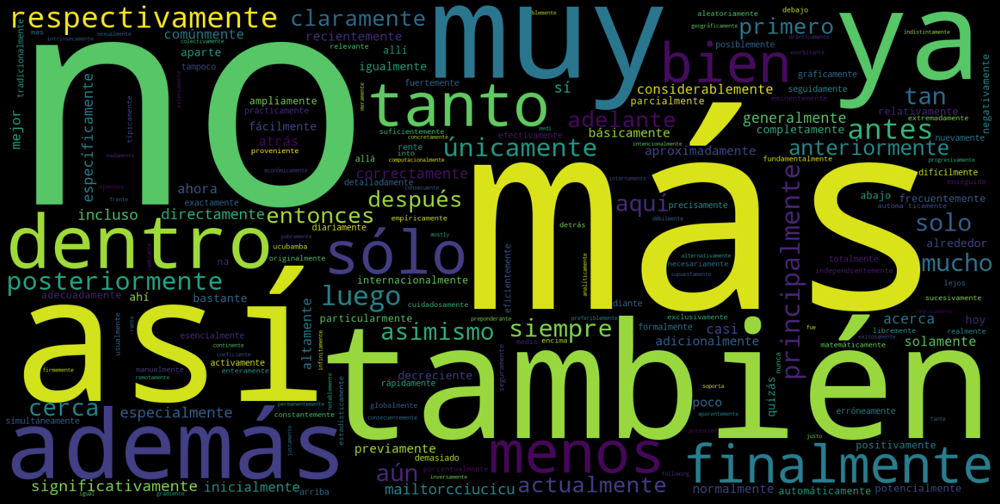 respectivamente
claramente
muy
ya
no
más
también
así
además
dentro
tanto
bien
primero
sólo
menos
finalmente
principalmente
posteriormente
entonces
después
luego
asimismo
siempre
únicamente
adelante
antes
anteriormente
tan
solo
mucho
aquí
cerca
especialmente
significativamente
inicialmente
actualmente
aún
mailtorcciucicu
previamente
comúnmente
recientemente
aparte
allí
igualmente
relevante
colectivamente
tampoco
mas
intrínsecamente
sexualmente
tradicionalmente
mejor
específicamente
típicamente
extensamente
ampliamente
prácticamente
fácilmente
atrás
proveniente
económicamente
madamente
apenas
frente
ahora
exactamente
incluso
directamente
fuertemente
sí
meramente
suficientemente
concretamente
rente
into
allá
computacionalmente
correctamente
detalladamente
consecuente
empíricamente
diariamente
mostly
pobremente
ucubamba
originalmente
na
cambiante
internacionalmente
cuidadosamente
eficientemente
efectivamente
medi
básicamente
intencionalmente
considerablemente
parcialmente
eminentemente
aleatoriamente
geográficamente
debajo
posiblemente
drásticamente
exorbitante
gráficamente
seguidamente
indistintamente
negativamente
relativamente
extremadamente
generalmente
completamente
nuevamente
aproximadamente
fundamentalmente
progresivamente
difícilmente
enseguida
internamente
precisamente
débilmente
detrás
analíticamente
alternativamente
necesariamente
supuestamente
abajo
frecuentemente
alrededor
totalmente
independientemente
lejos
sucesivamente
teóricamente
adecuadamente
ahí
bastante
usualmente
rante
esencialmente
continente
coeficiente
activamente
enteramente
manualmente
remotamente
firmemente
altamente
particularmente
infinitamente
preponderante
preferiblemente
diante
exclusivamente
formalmente
casi
adicionalmente
medio
encima
seguramente
decreciente
rápidamente
notablemente
estadísticamente
globalmente
consecuentemente
permanentemente
constantemente
simultáneamente
justamente
acerca
hoy
libremente
realmente
fue
exitosamente
matemáticamente
solamente
nunca
quizás
poco
soporta
aparentemente
erróneamente
tante
justo
positivamente
demasiado
porcentualmente
inversamente
following
normalmente
automáticamente
potencialmente
arriba
igual
gradiente